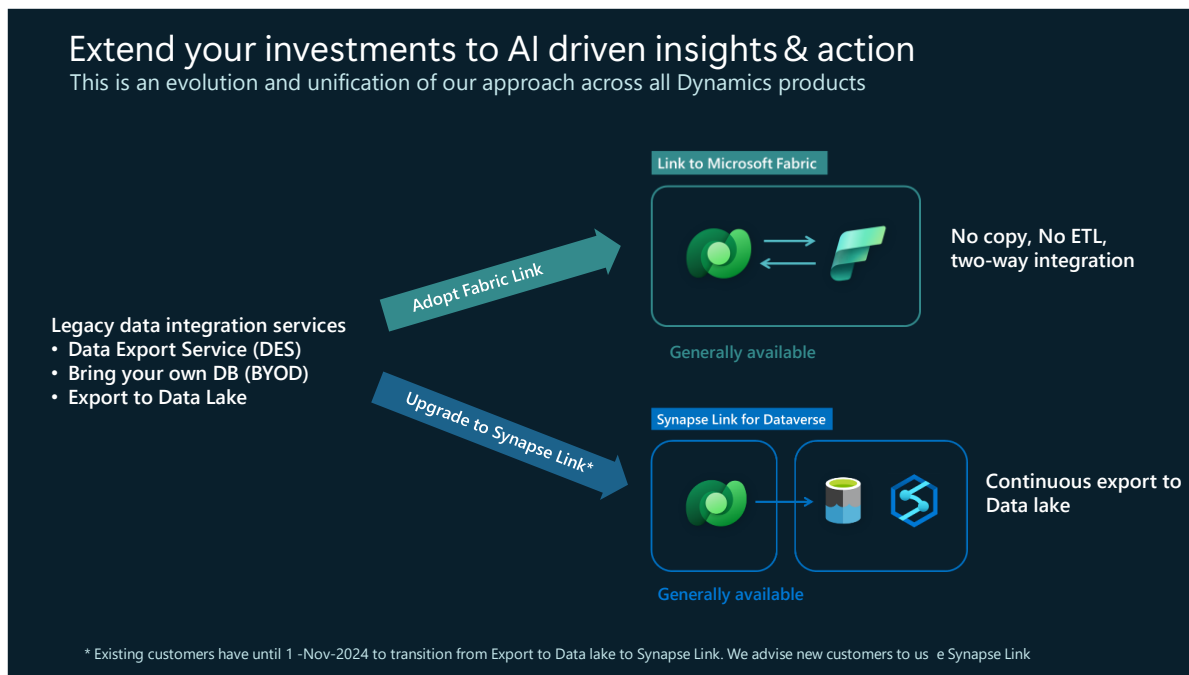 Extend your investments to AI driven insights & action
This is an evolution and unification of our approach across all Dynamics products
Legacy data integration services
• Data Export Service (DES)
• Bring your own DB (BYOD)
• Export to Data Lake
Adopt Fabric Link
Upgrade to Synapse Link*
Link to Microsoft Fabric
No copy, No ETL,
two-way integration
Generally available
Synapse Link for Dataverse
Continuous export to
Data lake
Generally available
* Existing customers have until 1 -Nov-2024 to transition from Export to Data lake to Synapse Link. We advise new customers to us e Synapse Link